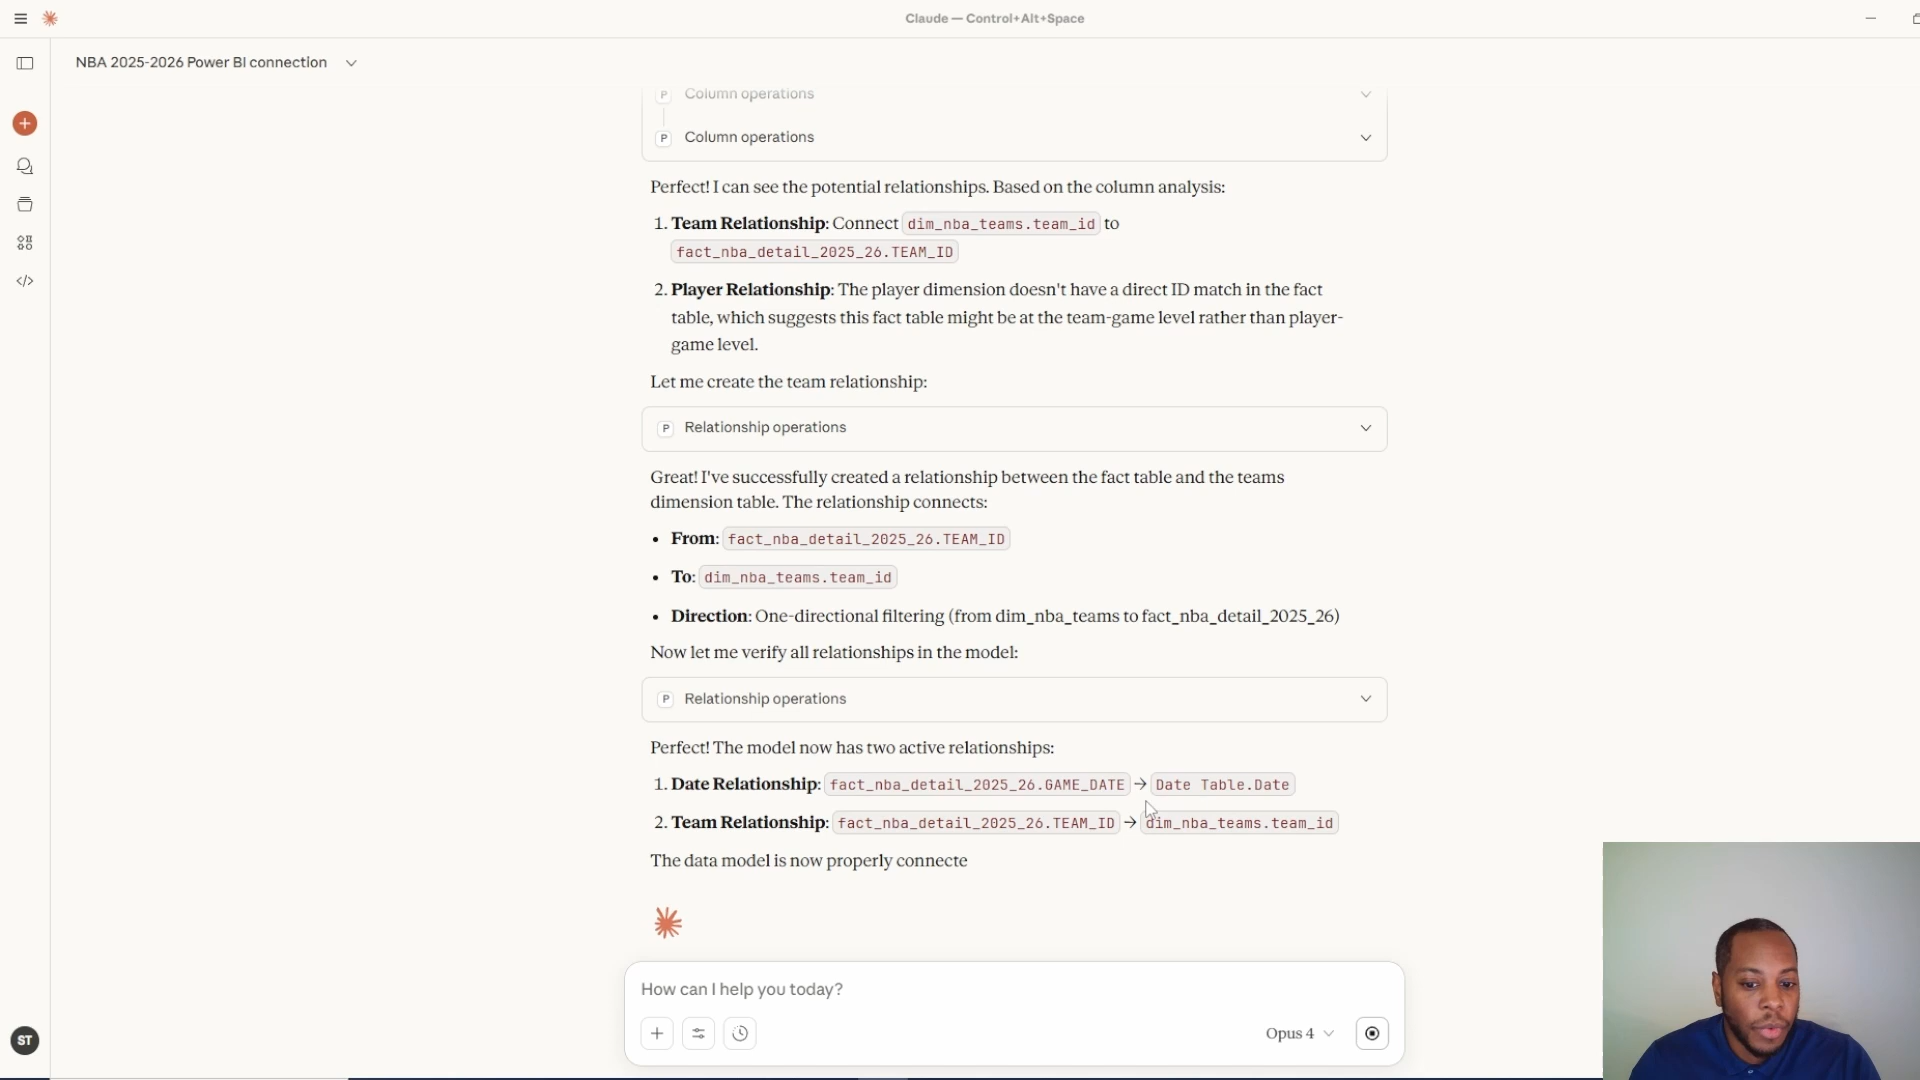 Claude — Control+Alt+Space
NBA 2025-2026 Power BI connection
P Column operations
P Column operations
Perfect! I can see the potential relationships. Based on the column analysis:
1. Team Relationship: Connect dim_nba_teams.team_id to
fact_nba_detail_2025_26.TEAM_ID
2. Player Relationship: The player dimension doesn't have a direct ID match in the fact
table, which suggests this fact table might be at the team-game level rather than player-
game level.
Let me create the team relationship:
P Relationship operations
Great! I've successfully created a relationship between the fact table and the teams
dimension table. The relationship connects:
• From: fact_nba_detail_2025_26.TEAM_ID
• To: dim_nba_teams.team_id
• Direction: One-directional filtering (from dim_nba_teams to fact_nba_detail_2025_26)
Now let me verify all relationships in the model:
P Relationship operations
Perfect! The model now has two active relationships:
1. Date Relationship: fact_nba_detail_2025_26.GAME_DATE → Date Table.Date
2. Team Relationship: fact_nba_detail_2025_26.TEAM_ID → dim_nba_teams.team_id
The data model is now properly connecte
How can I help you today?
Opus 4
ST